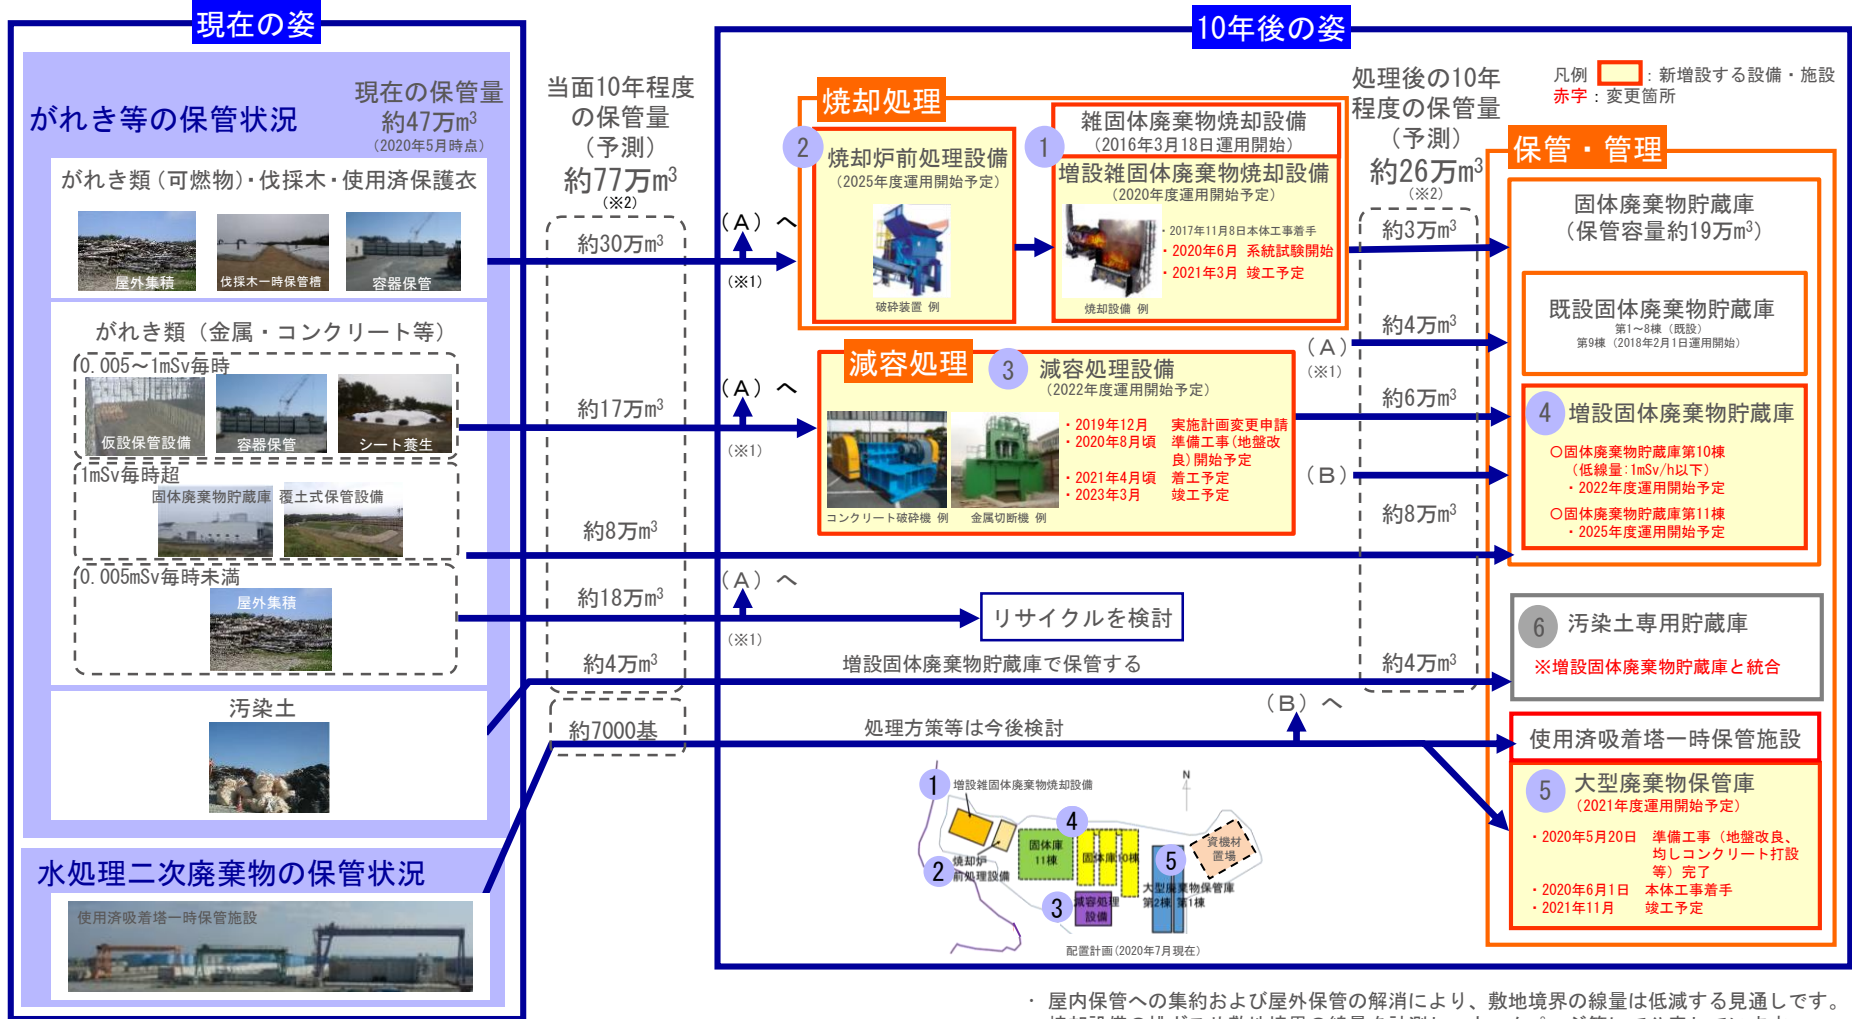 現在の姿
がれき等の保管状況
現在の保管量
約47万m³
(2020年5月時点)
がれき類(可燃物)・伐採木・使用済保護衣
屋外集積
伐採木一時保管槽
容器保管
がれき類（金属・コンクリート等）
0.005～1mSv毎時
仮設保管設備
容器保管
シート養生
1mSv毎時超
固体廃棄物貯蔵庫
覆土式保管設備
0.005mSv毎時未満
屋外集積
汚染土
水処理二次廃棄物の保管状況
使用済吸着塔一時保管施設
当面10年程度
の保管量
（予測）
約77万m³
(※2)
約30万m³
約17万m³
約8万m³
約18万m³
約4万m³
約7000基
10年後の姿
(A) へ
(※1)
(A) へ
(※1)
(A) へ
(※1)
焼却処理
2
焼却炉前処理設備
(2025年度運用開始予定)
破砕装置 例
雑固体廃棄物焼却設備
(2016年3月18日運用開始)
1
増設雑固体廃棄物焼却設備
(2020年度運用開始予定)
・2017年11月8日本体工事着手
・2020年6月 系統試験開始
・2021年3月 竣工予定
焼却設備 例
減容処理
3
減容処理設備
(2022年度運用開始予定)
・2019年12月 実施計画変更申請
・2020年8月頃 準備工事(地盤改
良)開始予定
・2021年4月頃 着工予定
・2023年3月 竣工予定
コンクリート破砕機 例
金属切断機 例
リサイクルを検討
増設固体廃棄物貯蔵庫で保管する
処理方策等は今後検討
(B) へ
処理後の10年
程度の保管量
（予測）
約26万m³
(※2)
約3万m³
約4万m³
(A)
(※1)
約6万m³
(B)
約8万m³
約4万m³
凡例 ：新増設する設備・施設
赤字：変更箇所
保管・管理
固体廃棄物貯蔵庫
(保管容量約19万m³)
既設固体廃棄物貯蔵庫
第1～8棟（既設）
第9棟（2018年2月1日運用開始）
4
増設固体廃棄物貯蔵庫
○固体廃棄物貯蔵庫第10棟
(低線量:1mSv/h以下)
・2022年度運用開始予定
○固体廃棄物貯蔵庫第11棟
・2025年度運用開始予定
6
汚染土専用貯蔵庫
※増設固体廃棄物貯蔵庫と統合
使用済吸着塔一時保管施設
5
大型廃棄物保管庫
(2021年度運用開始予定)
・2020年5月20日 準備工事（地盤改良、
均しコンクリート打設
等）完了
・2020年6月1日 本体工事着手
・2021年11月 竣工予定
1
増設雑固体廃棄物焼却設備
N
4
固体庫
11棟
固体庫10棟
資機材
置場
2
焼却炉
前処理設備
5
大型廃棄物保管庫
第2棟 第1棟
3
減容処理
設備
配置計画(2020年7月現在)
・ 屋内保管への集約および屋外保管の解消により、敷地境界の線量は低減する見通しです。